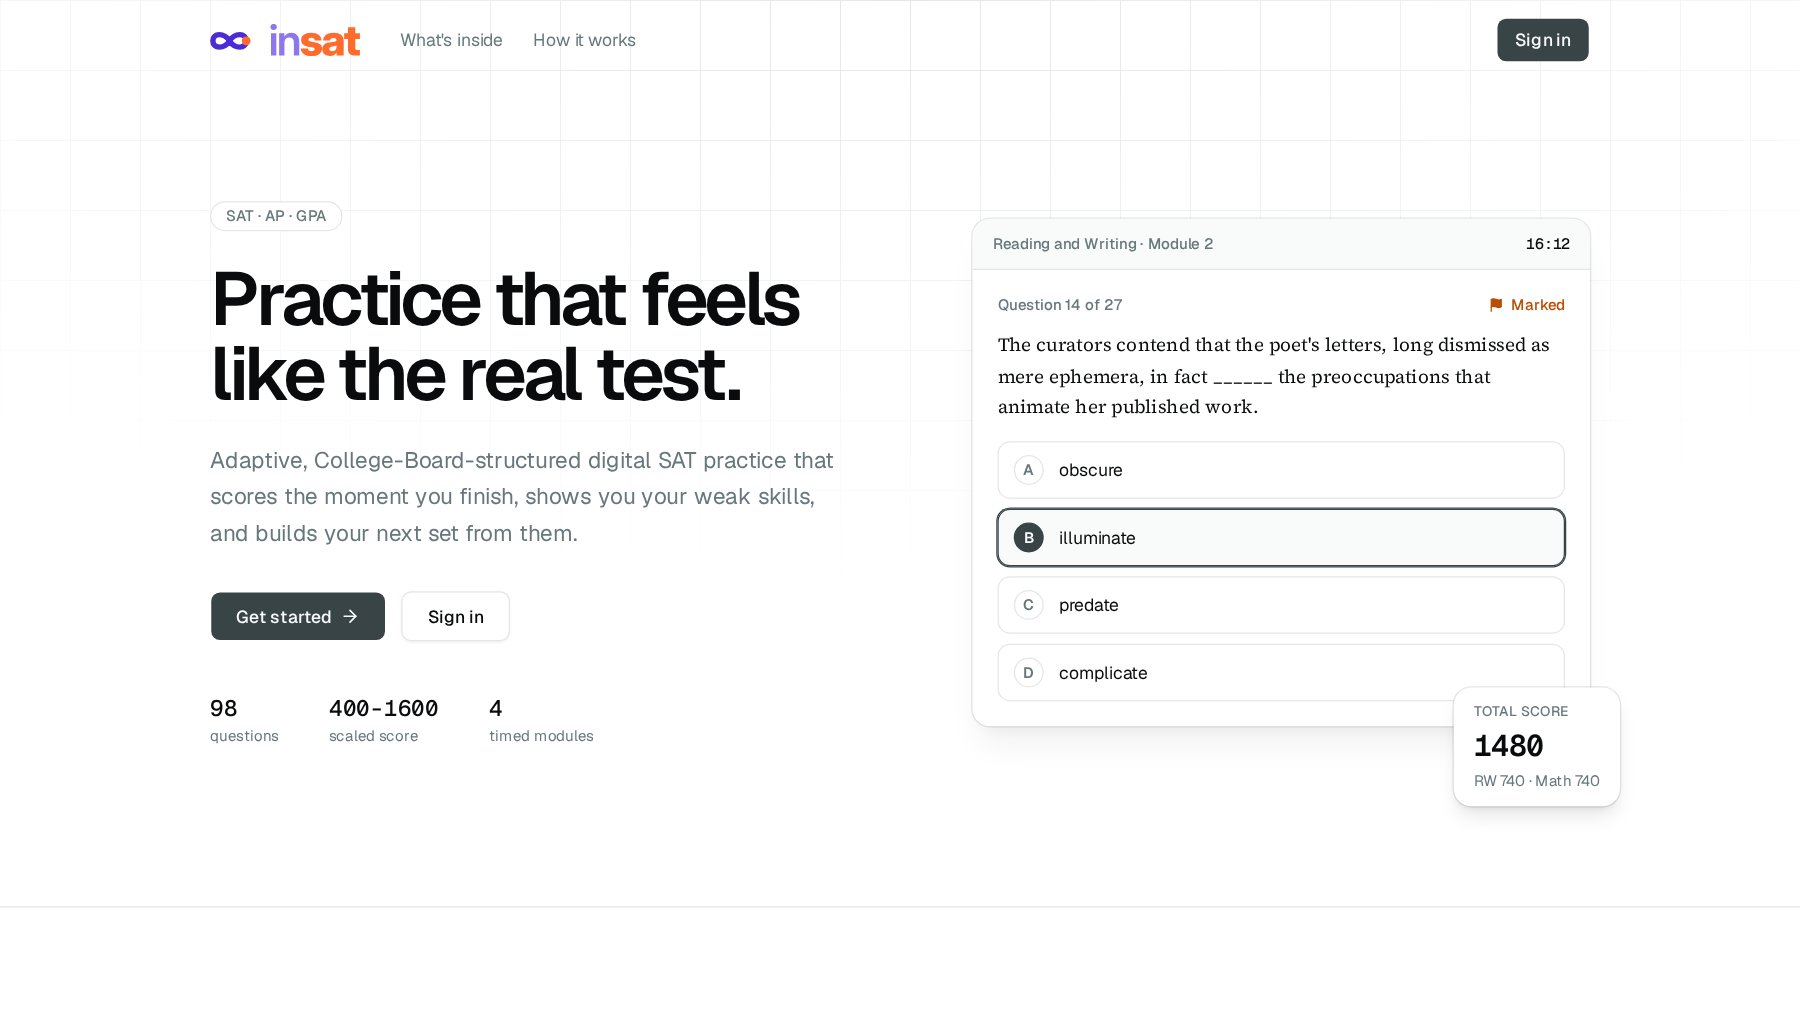 insat
What's inside
How it works
Sign in
SAT · AP · GPA
Practice that feels
like the real test.
Adaptive, College-Board-structured digital SAT practice that
scores the moment you finish, shows you your weak skills,
and builds your next set from them.
Get started →
Sign in
98
questions
400-1600
scaled score
4
timed modules
Reading and Writing · Module 2
16:12
Question 14 of 27
Marked
The curators contend that the poet's letters, long dismissed as
mere ephemera, in fact ______ the preoccupations that
animate her published work.
A obscure
B illuminate
C predate
D complicate
TOTAL SCORE
1480
RW 740 · Math 740